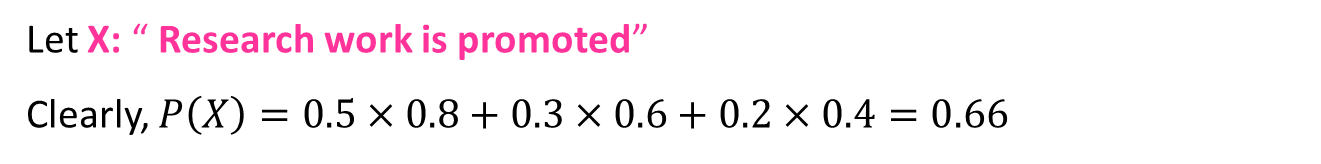 Let X: “ Research work is promoted”
Clearly, P(X) = 0.5 × 0.8 + 0.3 × 0.6 + 0.2 × 0.4 = 0.66